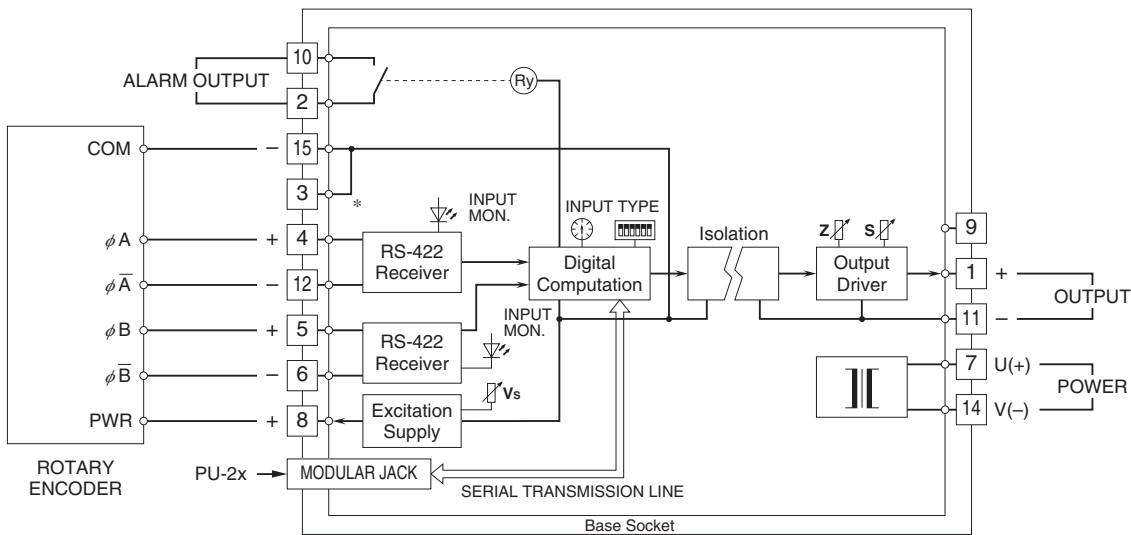 10
ALARM OUTPUT
2
Ry
COM
− 15
3
*
INPUT
MON.
INPUT TYPE
Isolation
Z
S
9
φA
+ 4
RS-422
Receiver
Digital
Computation
Output
Driver
1 +
φA̅
− 12
OUTPUT
11 −
φB
+ 5
RS-422
Receiver
INPUT
MON.
φB̅
− 6
7 U(+)
POWER
14 V(−)
PWR
+ 8
Excitation
Supply
Vs
ROTARY
ENCODER
PU-2x
MODULAR JACK
SERIAL TRANSMISSION LINE
Base Socket